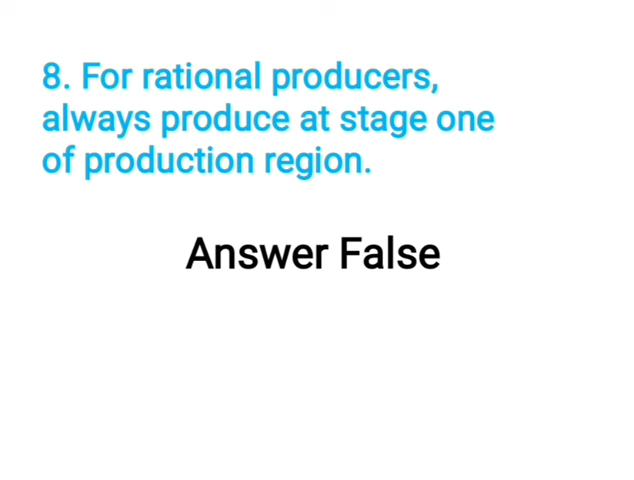 8. For rational producers,
always produce at stage one
of production region.
Answer False